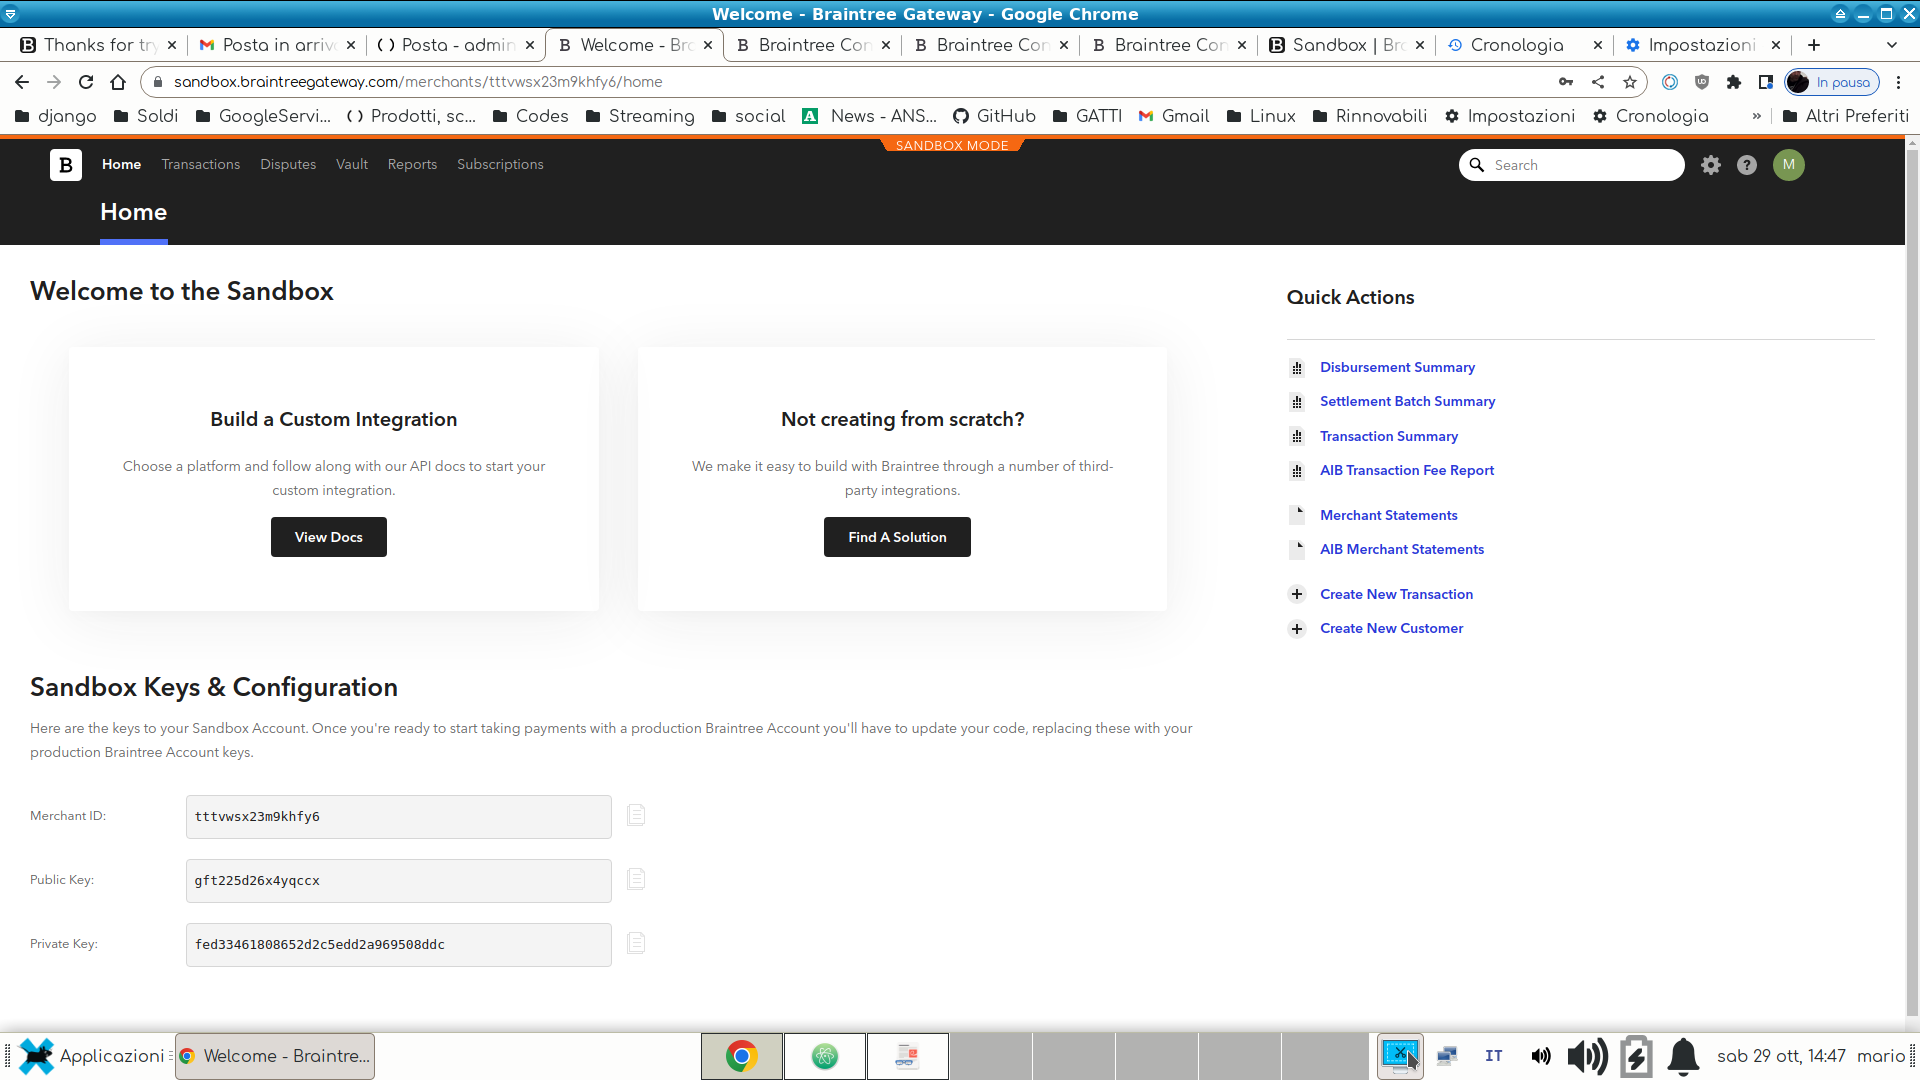 Welcome - Braintree Gateway - Google Chrome
Thanks for try
Posta in arriv
Posta - admin
Welcome - Bra
Braintree Con
Braintree Con
Braintree Con
Sandbox | Bra
Cronologia
Impostazioni
sandbox.braintreegateway.com/merchants/tttvwsx23m9khfy6/home
In pausa
django
Soldi
GoogleServi...
Prodotti, sc...
Codes
Streaming
social
News - ANS...
GitHub
GATTI
Gmail
Linux
Rinnovabili
Impostazioni
Cronologia
»
Altri Preferiti
SANDBOX MODE
B Home Transactions Disputes Vault Reports Subscriptions
Search
? M
Home
Welcome to the Sandbox
Build a Custom Integration
Choose a platform and follow along with our API docs to start your
custom integration.
View Docs
Not creating from scratch?
We make it easy to build with Braintree through a number of third-
party integrations.
Find A Solution
Quick Actions
Disbursement Summary
Settlement Batch Summary
Transaction Summary
AIB Transaction Fee Report
Merchant Statements
AIB Merchant Statements
Create New Transaction
Create New Customer
Sandbox Keys & Configuration
Here are the keys to your Sandbox Account. Once you're ready to start taking payments with a production Braintree Account you'll have to update your code, replacing these with your
production Braintree Account keys.
Merchant ID: tttvwsx23m9khfy6
Public Key: gft225d26x4yqccx
Private Key: fed33461808652d2c5edd2a969508ddc
Applicazioni
Welcome - Braintre...
IT
sab 29 ott, 14:47 mario